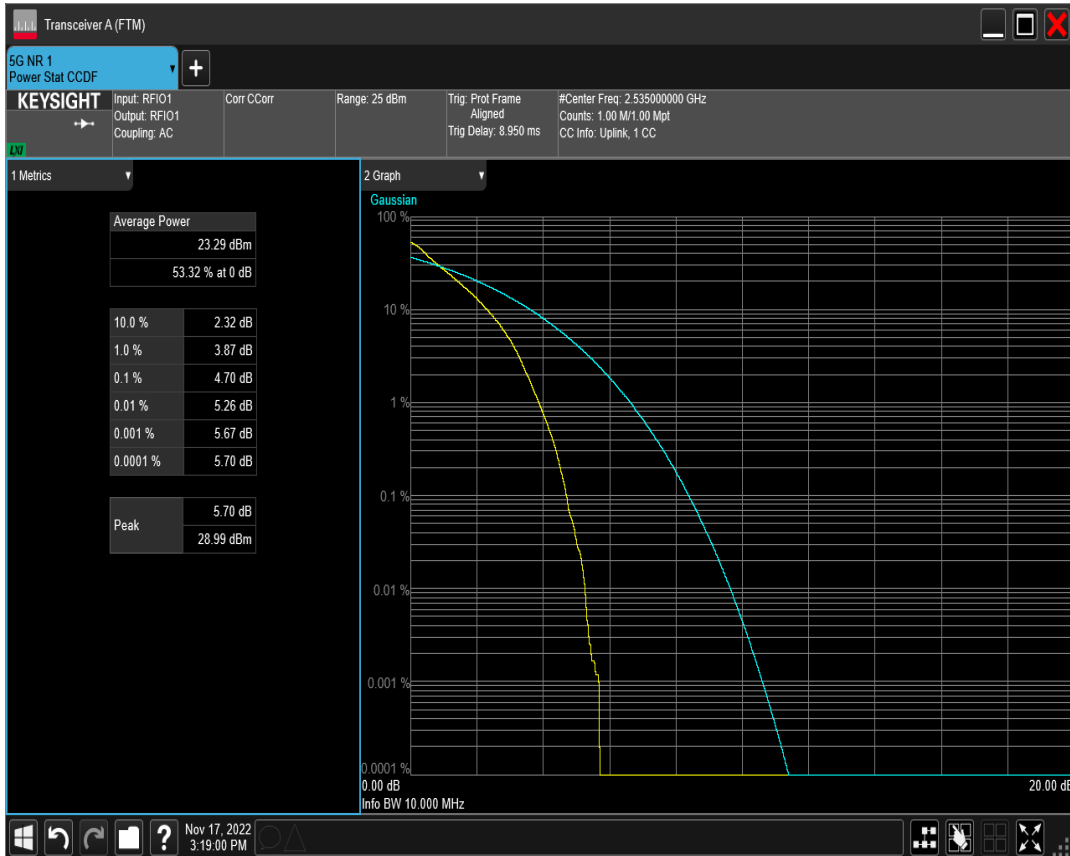 Transceiver A (FTM)
5G NR 1
Power Stat CCDF
+
KEYSIGHT
LXI
Input: RFIO1
Output: RFIO1
Coupling: AC
Corr CCorr
Range: 25 dBm
Trig: Prot Frame
Aligned
Trig Delay: 8.950 ms
#Center Freq: 2.535000000 GHz
Counts: 1.00 M/1.00 Mpt
CC Info: Uplink, 1 CC
1 Metrics
Average Power
23.29 dBm
53.32 % at 0 dB
10.0 % 2.32 dB
1.0 % 3.87 dB
0.1 % 4.70 dB
0.01 % 5.26 dB
0.001 % 5.67 dB
0.0001 % 5.70 dB
Peak 5.70 dB
28.99 dBm
2 Graph
Gaussian
100 %
10 %
1 %
0.1 %
0.01 %
0.001 %
0.0001 %
0.00 dB 20.00 dB
Info BW 10.000 MHz
?
Nov 17, 2022
3:19:00 PM